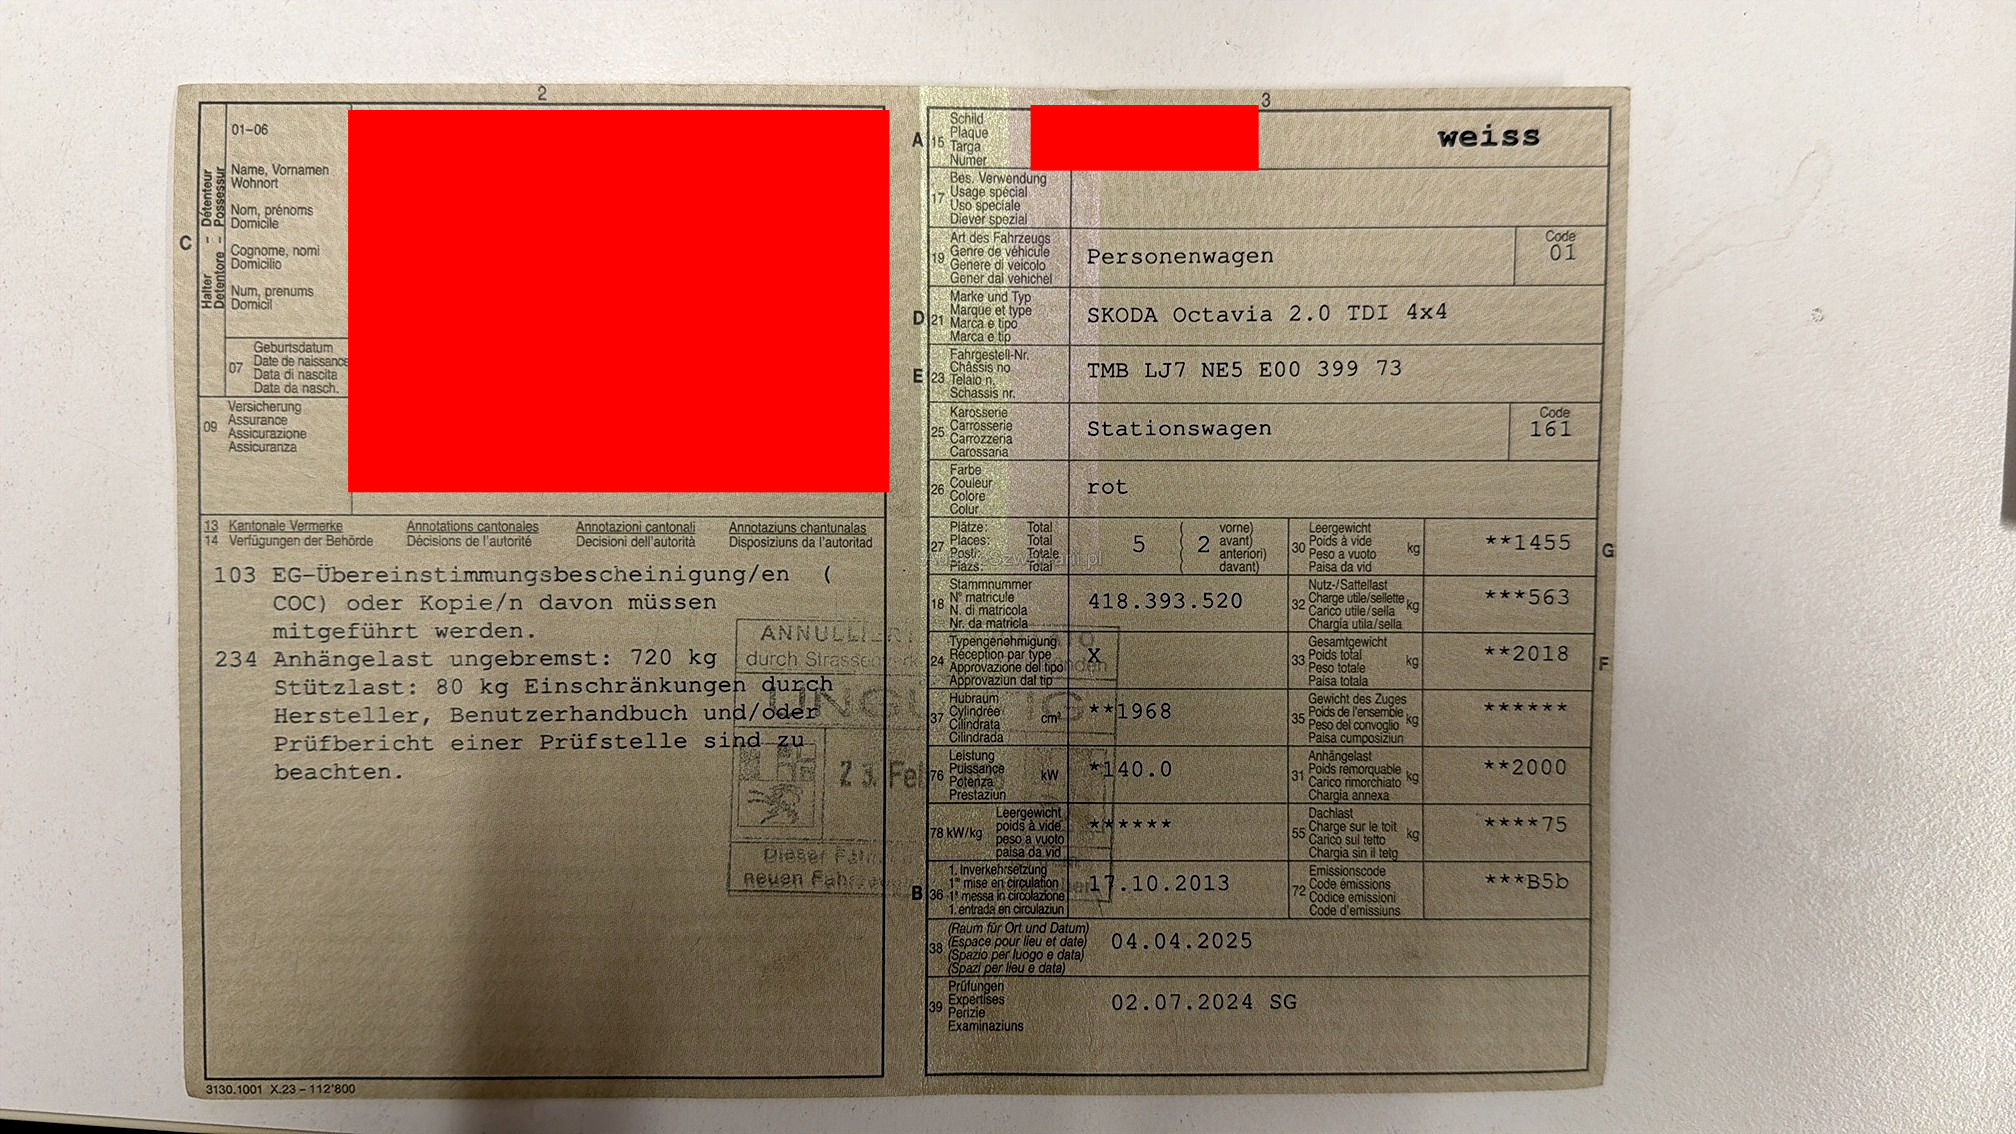 2
01-06
Name, Vornamen
Wohnort
Nom, prénoms
Domicile
Cognome, nomi
Domicilio
Num, prenums
Domicil
C
Halter - Détenteur
Detentore - Possessur
07
Geburtsdatum
Date de naissance
Data di nascita
Data da nasch.
09
Versicherung
Assurance
Assicurazione
Assicuranza
13 Kantonale Vermerke Annotations cantonales Annotazioni cantonali Annotaziuns chantunalas
14 Verfügungen der Behörde Décisions de l'autorité Decisioni dell'autorità Disposiziuns da l'autoritad
103 EG-Übereinstimmungsbescheinigung/en (
COC) oder Kopie/n davon müssen
mitgeführt werden.
234 Anhängelast ungebremst: 720 kg
Stützlast: 80 kg Einschränkungen durch
Hersteller, Benutzerhandbuch und/oder
Prüfbericht einer Prüfstelle sind zu
beachten.
ANNULLIERT
durch
UNGÜLTIG
23. Feb
Dieser
neuen
3130.1001 X.23 – 112'800
3
A 15
Schild
Plaque
Targa
Numer
weiss
17
Bes. Verwendung
Usage spécial
Uso speciale
Diever spezial
19
Art des Fahrzeugs
Genre de véhicule
Genere di veicolo
Gener dal vehichel
Personenwagen
Code
01
D 21
Marke und Typ
Marque et type
Marca e tipo
Marca e tip
SKODA Octavia 2.0 TDI 4x4
E 23
Fahrgestell-Nr.
Châssis no
Telaio n.
Schassis nr.
TMB LJ7 NE5 E00 399 73
25
Karosserie
Carrosserie
Carrozzeria
Carossaria
Stationswagen
Code
161
26
Farbe
Couleur
Colore
Colur
rot
27
Plätze: Total
Places: Total
Posti: Totale
Plazs: Total
5 ( 2
vorne)
avant)
anteriori)
davant)
30
Leergewicht
Poids à vide
Peso a vuoto
Paisa da vid
kg
**1455
G
18
Stammnummer
N° matricule
N. di matricola
Nr. da matricla
418.393.520
32
Nutz-/Sattellast
Charge utile/sellette
Carico utile/sella
Chargia utila/sella
kg
***563
24
Typengenehmigung
Réception par type
Approvazione del tipo
Approvaziun dal tip
X
33
Gesamtgewicht
Poids total
Peso totale
Paisa totala
kg
**2018
F
37
Hubraum
Cylindrée
Cilindrata
Cilindrada
cm³
**1968
35
Gewicht des Zuges
Poids de l'ensemble
Peso del convoglio
Paisa cumposiziun
kg
******
76
Leistung
Puissance
Potenza
Prestaziun
kW
*140.0
31
Anhängelast
Poids remorquable
Carico rimorchiato
Chargia annexa
kg
**2000
78 kW/kg
Leergewicht
poids à vide
peso a vuoto
paisa da vid
******
55
Dachlast
Charge sur le toit
Carico sul tetto
Chargia sin il tetg
kg
****75
B 36
1. Inverkehrsetzung
1re mise en circulation
1a messa in circolazione
1. entrada en circulaziun
17.10.2013
72
Emissionscode
Code émissions
Codice emissioni
Code d'emissiuns
***B5b
38
(Raum für Ort und Datum)
(Espace pour lieu et date)
(Spazio per luogo e data)
(Spazi per lieu e data)
04.04.2025
39
Prüfungen
Expertises
Perizie
Examinaziuns
02.07.2024 SG